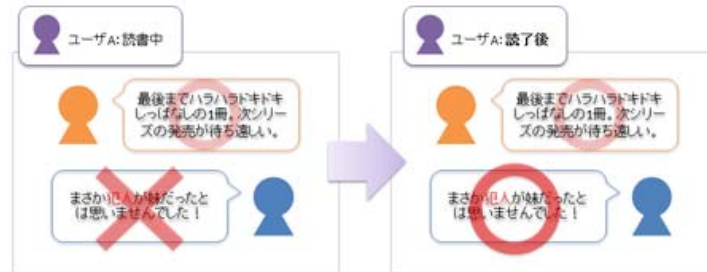 ユーザA:読書中
最後までハラハラドキドキ
しっぱなしの1冊。次シリー
ズの発売が待ち遠しい。
まさか犯人が妹だったと
は思いませんでした！
ユーザA:読了後
最後までハラハラドキドキ
しっぱなしの1冊。次シリー
ズの発売が待ち遠しい。
まさか犯人が妹だったと
は思いませんでした！